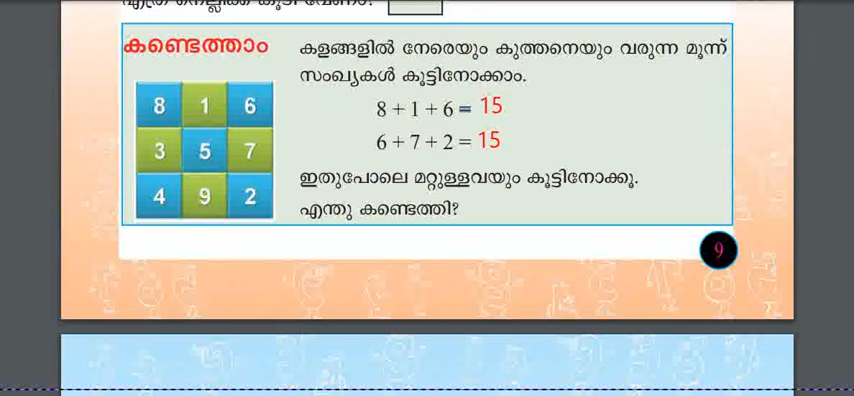 എത്ര നെല്ലിക്ക കൂടി വേണം?
കണ്ടെത്താം
കളങ്ങളിൽ നേരെയും കുത്തനെയും വരുന്ന മൂന്ന്
സംഖ്യകൾ കൂട്ടിനോക്കാം.
8 1 6
3 5 7
4 9 2
8 + 1 + 6 = 15
6 + 7 + 2 = 15
ഇതുപോലെ മറ്റുള്ളവയും കൂട്ടിനോക്കൂ.
എന്തു കണ്ടെത്തി?
9